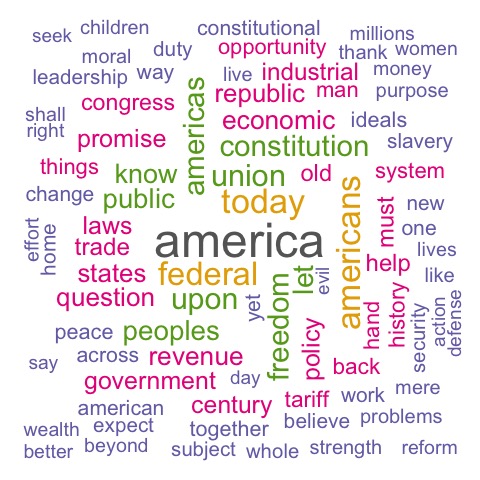 children
constitutional
millions
seek
duty
opportunity
thank
women
moral
leadership
way
live
industrial
money
congress
americas
republic
man
purpose
shall
right
promise
economic
ideals
constitution
slavery
things
know
union
old
system
change
public
today
americans
must
new
effort
home
laws
trade
america
one
lives
states
federal
freedom
let
evil
help
like
question
upon
yet
policy
hand
history
security
action
defense
peace
peoples
say
across
revenue
back
government
day
tariff
work
mere
american
century
believe
problems
wealth
expect
together
better
beyond
subject
whole
strength
reform